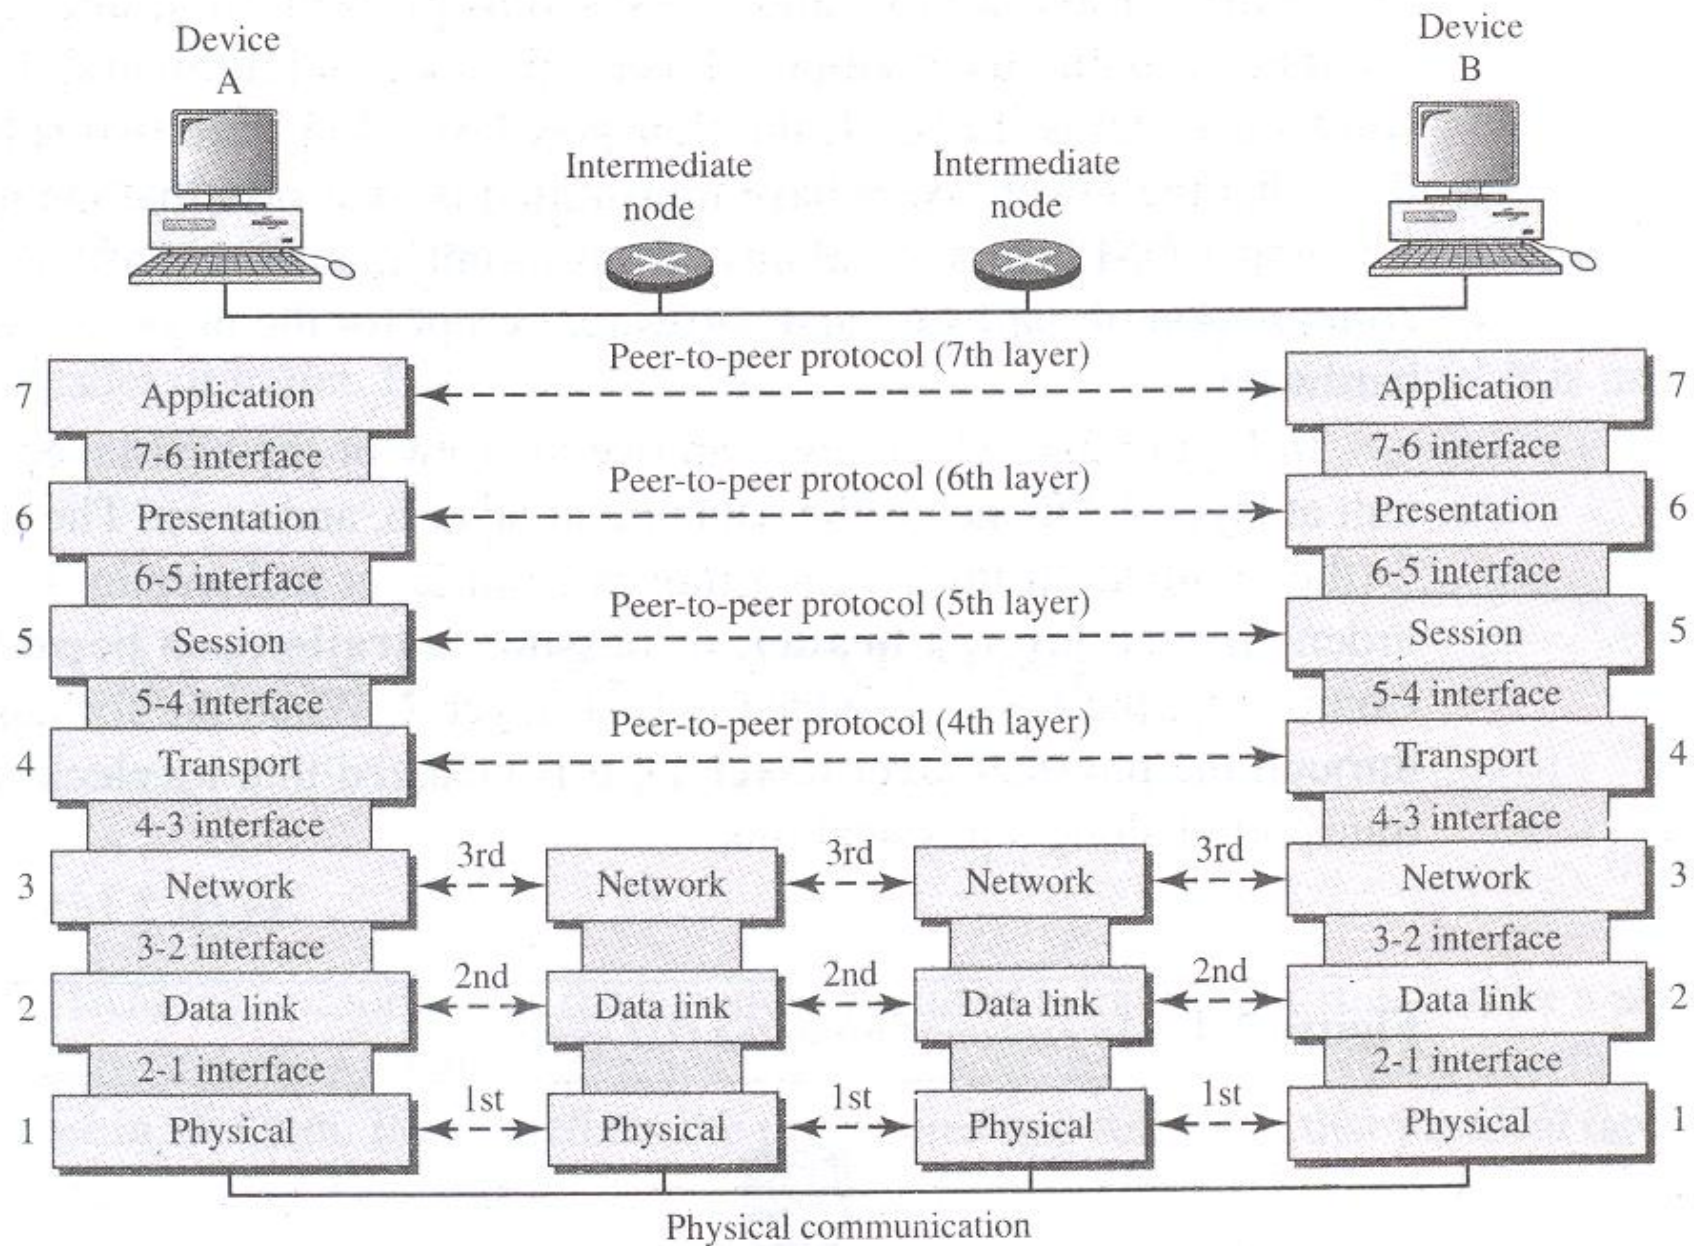 Device
A
Device
B
Intermediate
node
Intermediate
node
Peer-to-peer protocol (7th layer)
7 Application
Application 7
7-6 interface
7-6 interface
Peer-to-peer protocol (6th layer)
6 Presentation
Presentation 6
6-5 interface
6-5 interface
Peer-to-peer protocol (5th layer)
5 Session
Session 5
5-4 interface
5-4 interface
Peer-to-peer protocol (4th layer)
4 Transport
Transport 4
4-3 interface
4-3 interface
3rd 3rd 3rd
3 Network Network Network Network 3
3-2 interface
3-2 interface
2nd 2nd 2nd
2 Data link Data link Data link Data link 2
2-1 interface
2-1 interface
1st 1st 1st
1 Physical Physical Physical Physical 1
Physical communication